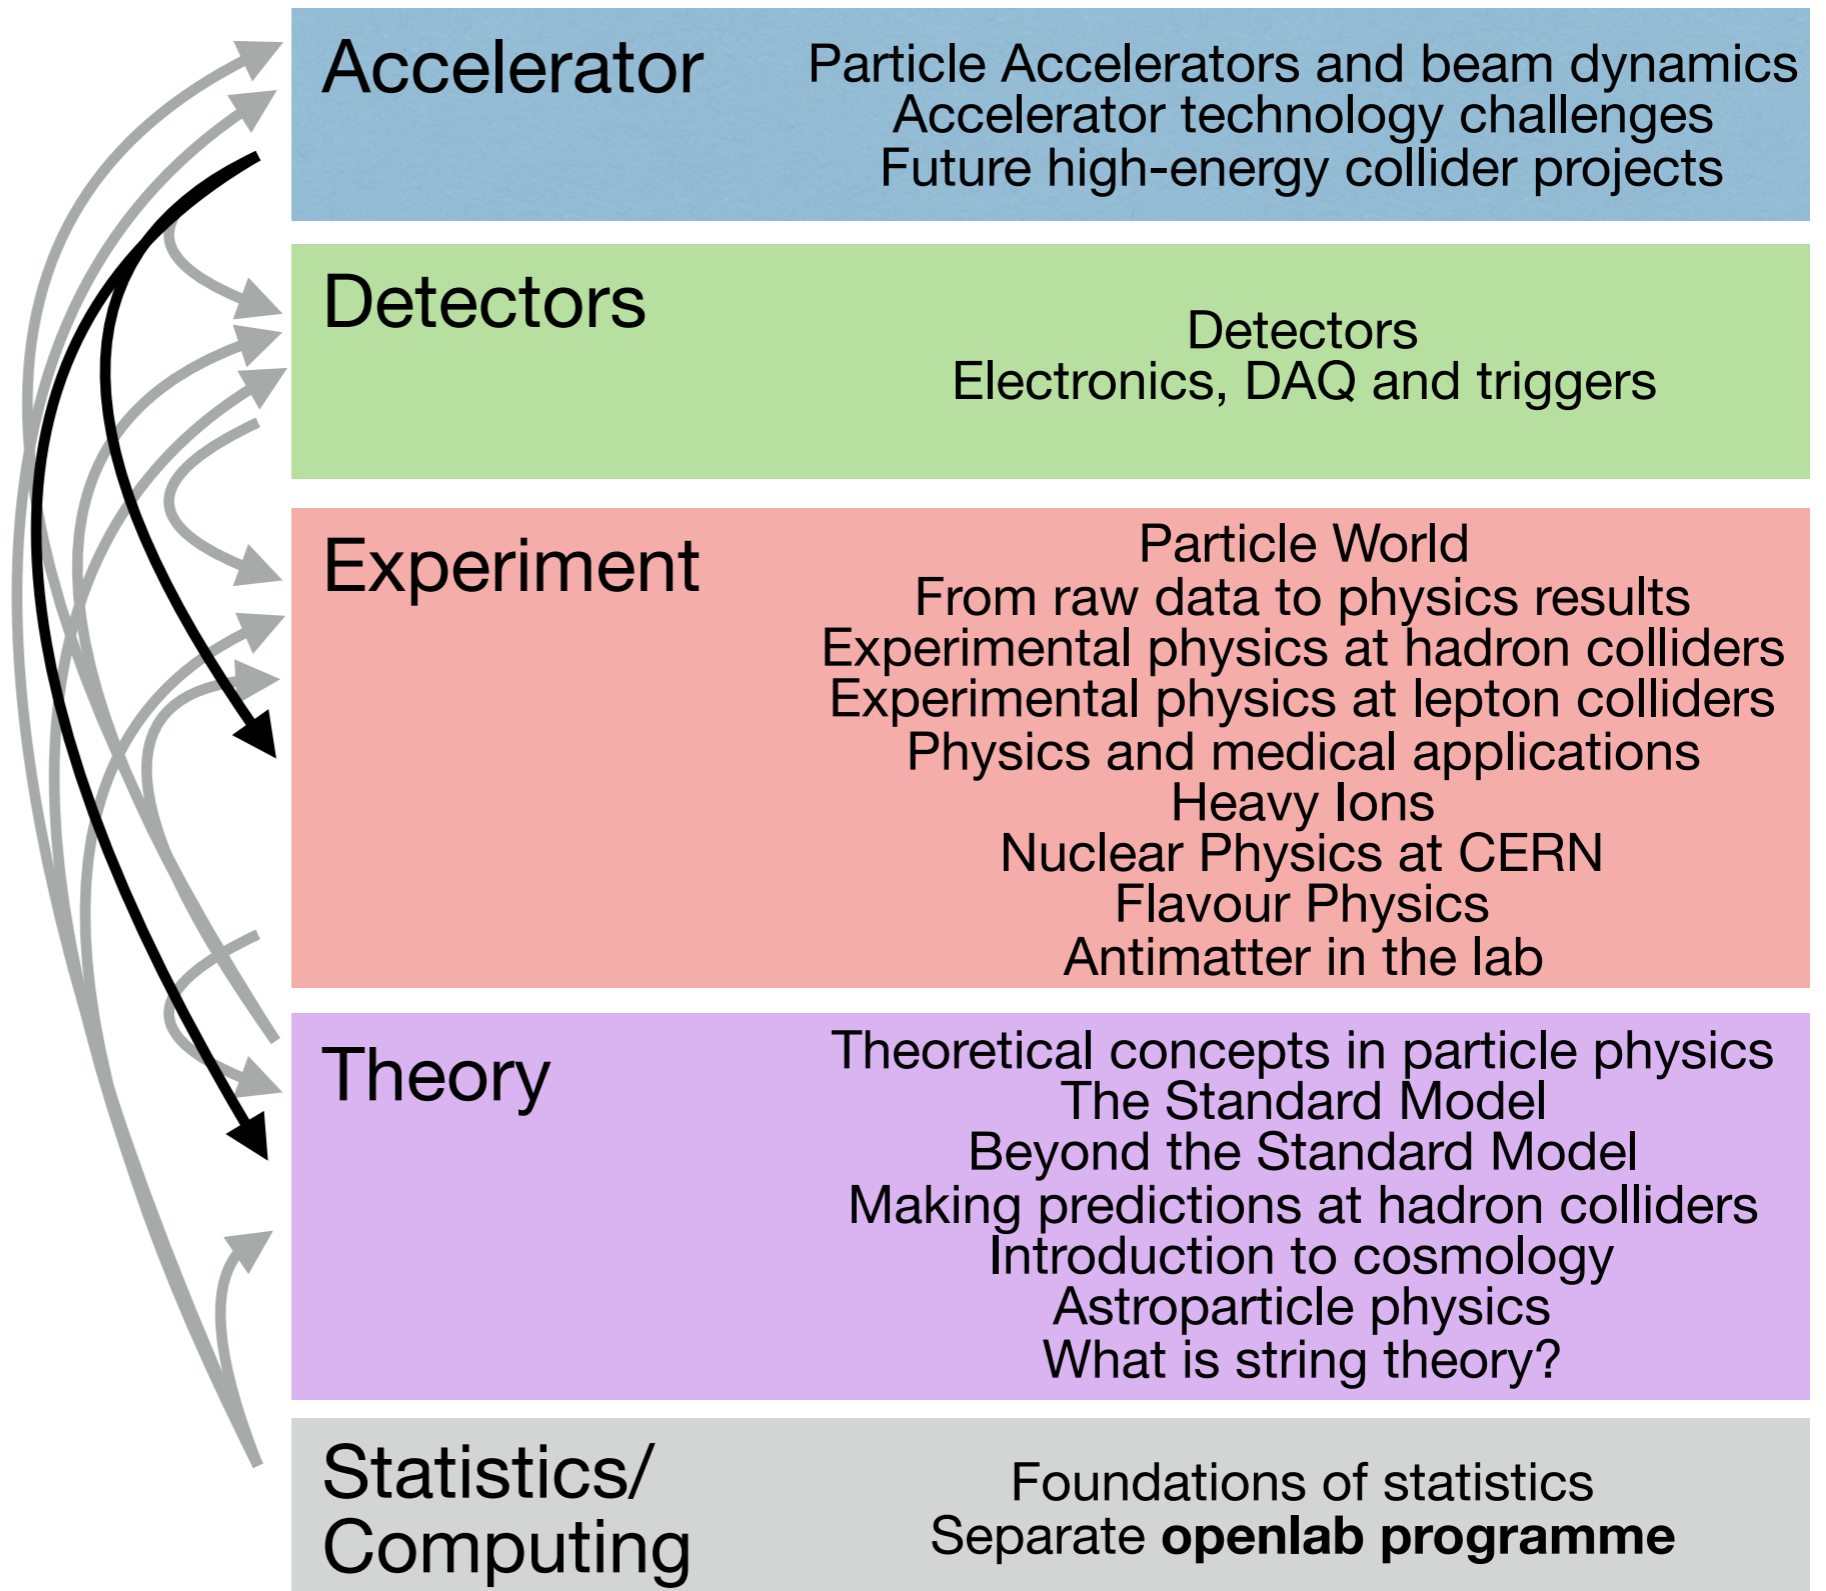 Accelerator
Particle Accelerators and beam dynamics
Accelerator technology challenges
Future high-energy collider projects
Detectors
Detectors
Electronics, DAQ and triggers
Experiment
Particle World
From raw data to physics results
Experimental physics at hadron colliders
Experimental physics at lepton colliders
Physics and medical applications
Heavy Ions
Nuclear Physics at CERN
Flavour Physics
Antimatter in the lab
Theory
Theoretical concepts in particle physics
The Standard Model
Beyond the Standard Model
Making predictions at hadron colliders
Introduction to cosmology
Astroparticle physics
What is string theory?
Statistics/
Computing
Foundations of statistics
Separate openlab programme